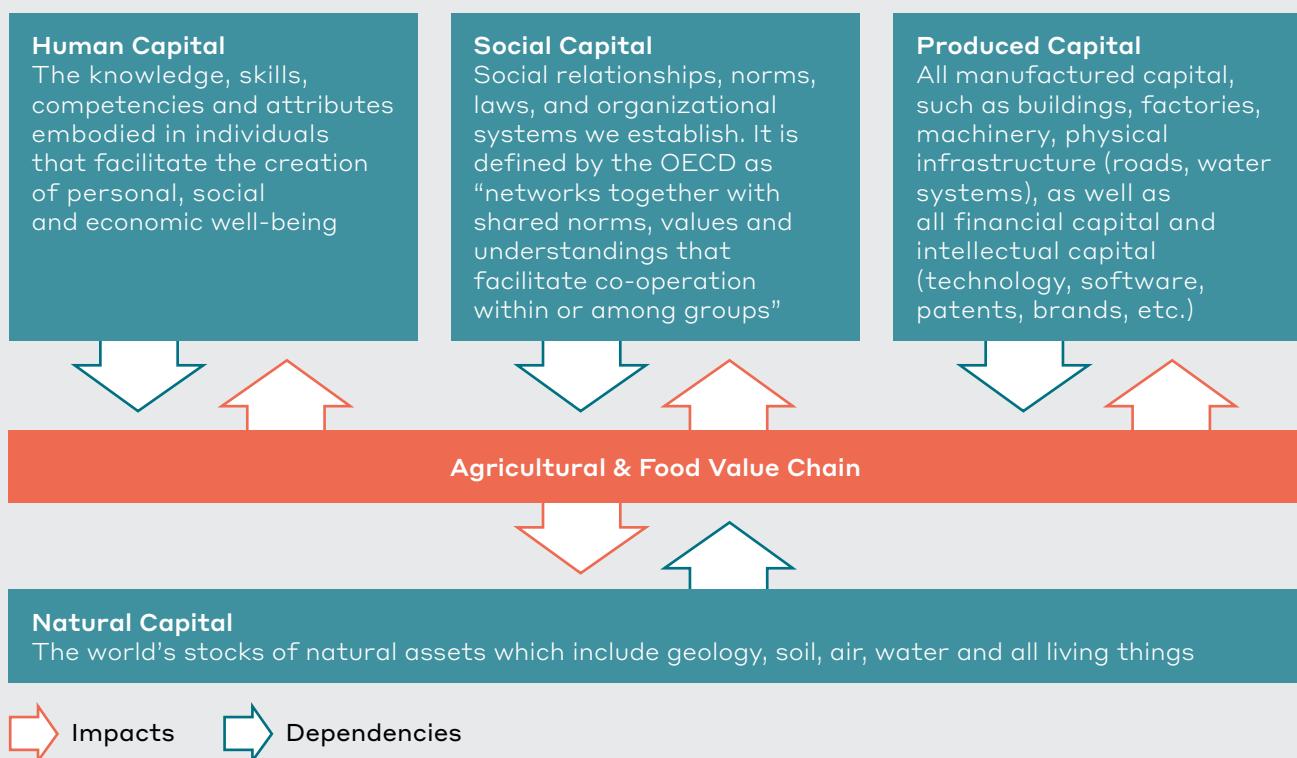 Human Capital
The knowledge, skills,
competencies and attributes
embodied in individuals
that facilitate the creation
of personal, social
and economic well-being
Social Capital
Social relationships, norms,
laws, and organizational
systems we establish. It is
defined by the OECD as
“networks together with
shared norms, values and
understandings that
facilitate co-operation
within or among groups”
Produced Capital
All manufactured capital,
such as buildings, factories,
machinery, physical
infrastructure (roads, water
systems), as well as
all financial capital and
intellectual capital
(technology, software,
patents, brands, etc.)
Agricultural & Food Value Chain
Natural Capital
The world’s stocks of natural assets which include geology, soil, air, water and all living things
Impacts
Dependencies